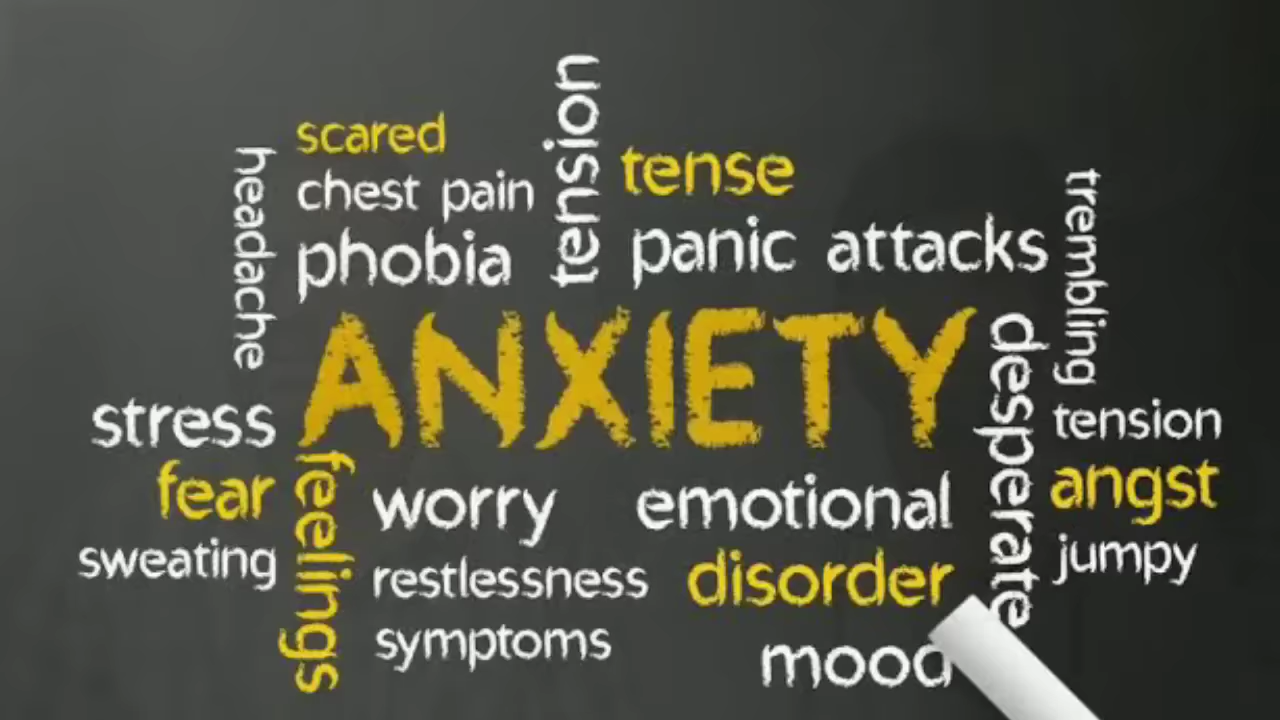 tension
scared
tense
headache
chest pain
trembling
phobia
panic attacks
ANXIETY
desperate
stress
tension
feelings
fear
angst
worry
emotional
sweating
jumpy
restlessness
disorder
symptoms
mood